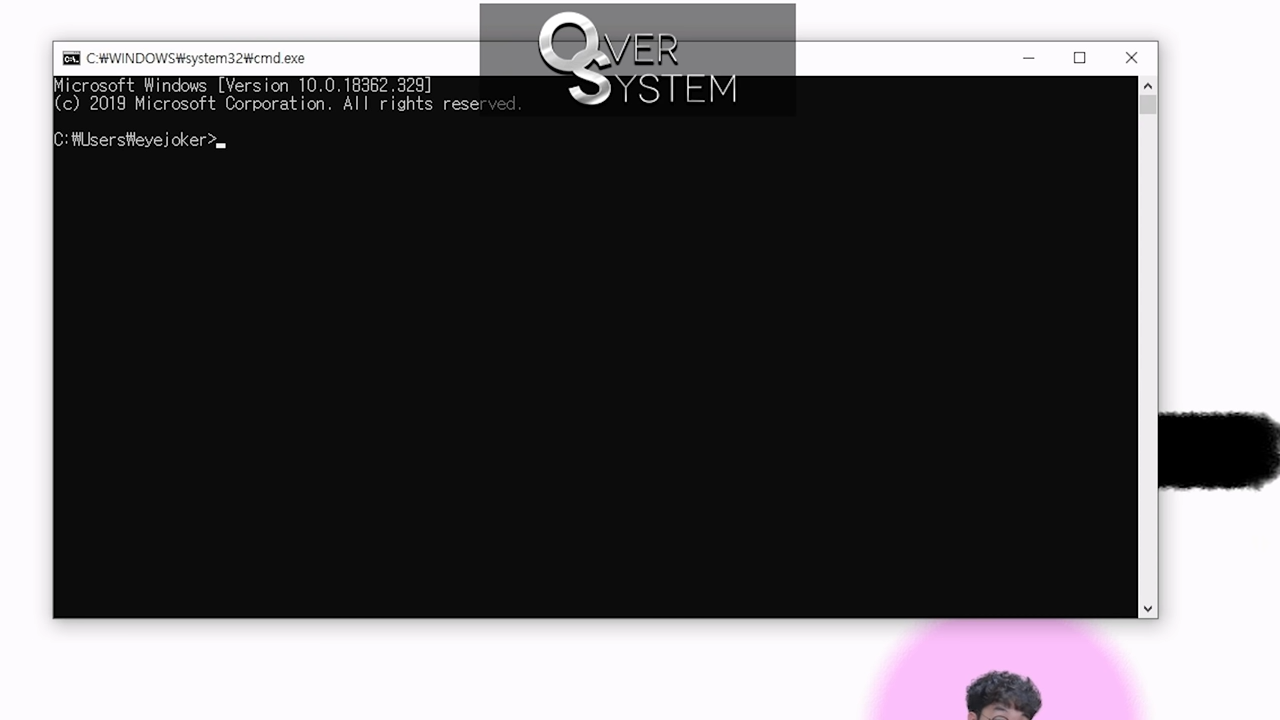 OVER
SYSTEM
C:₩WINDOWS₩system32₩cmd.exe
Microsoft Windows [Version 10.0.18362.329]
(c) 2019 Microsoft Corporation. All rights reserved.
C:₩Users₩eyejoker>